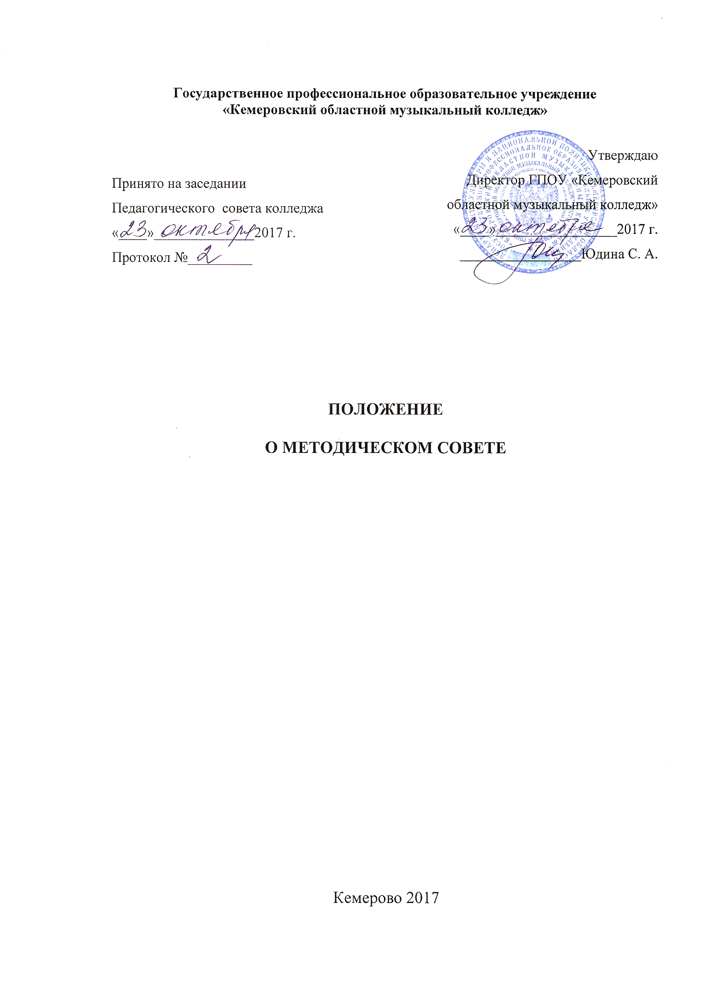 Государственное профессиональное образовательное учреждение
«Кемеровский областной музыкальный колледж»
Принято на заседании
Педагогического совета колледжа
«23» октября 2017 г.
Протокол № 2
Утверждаю
Директор ГПОУ «Кемеровский
областной музыкальный колледж»
«23» октября 2017 г.
Юдина С. А.
ПОЛОЖЕНИЕ
О МЕТОДИЧЕСКОМ СОВЕТЕ
Кемерово 2017